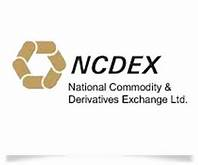 NCDEX
National Commodity &
Derivatives Exchange Ltd.